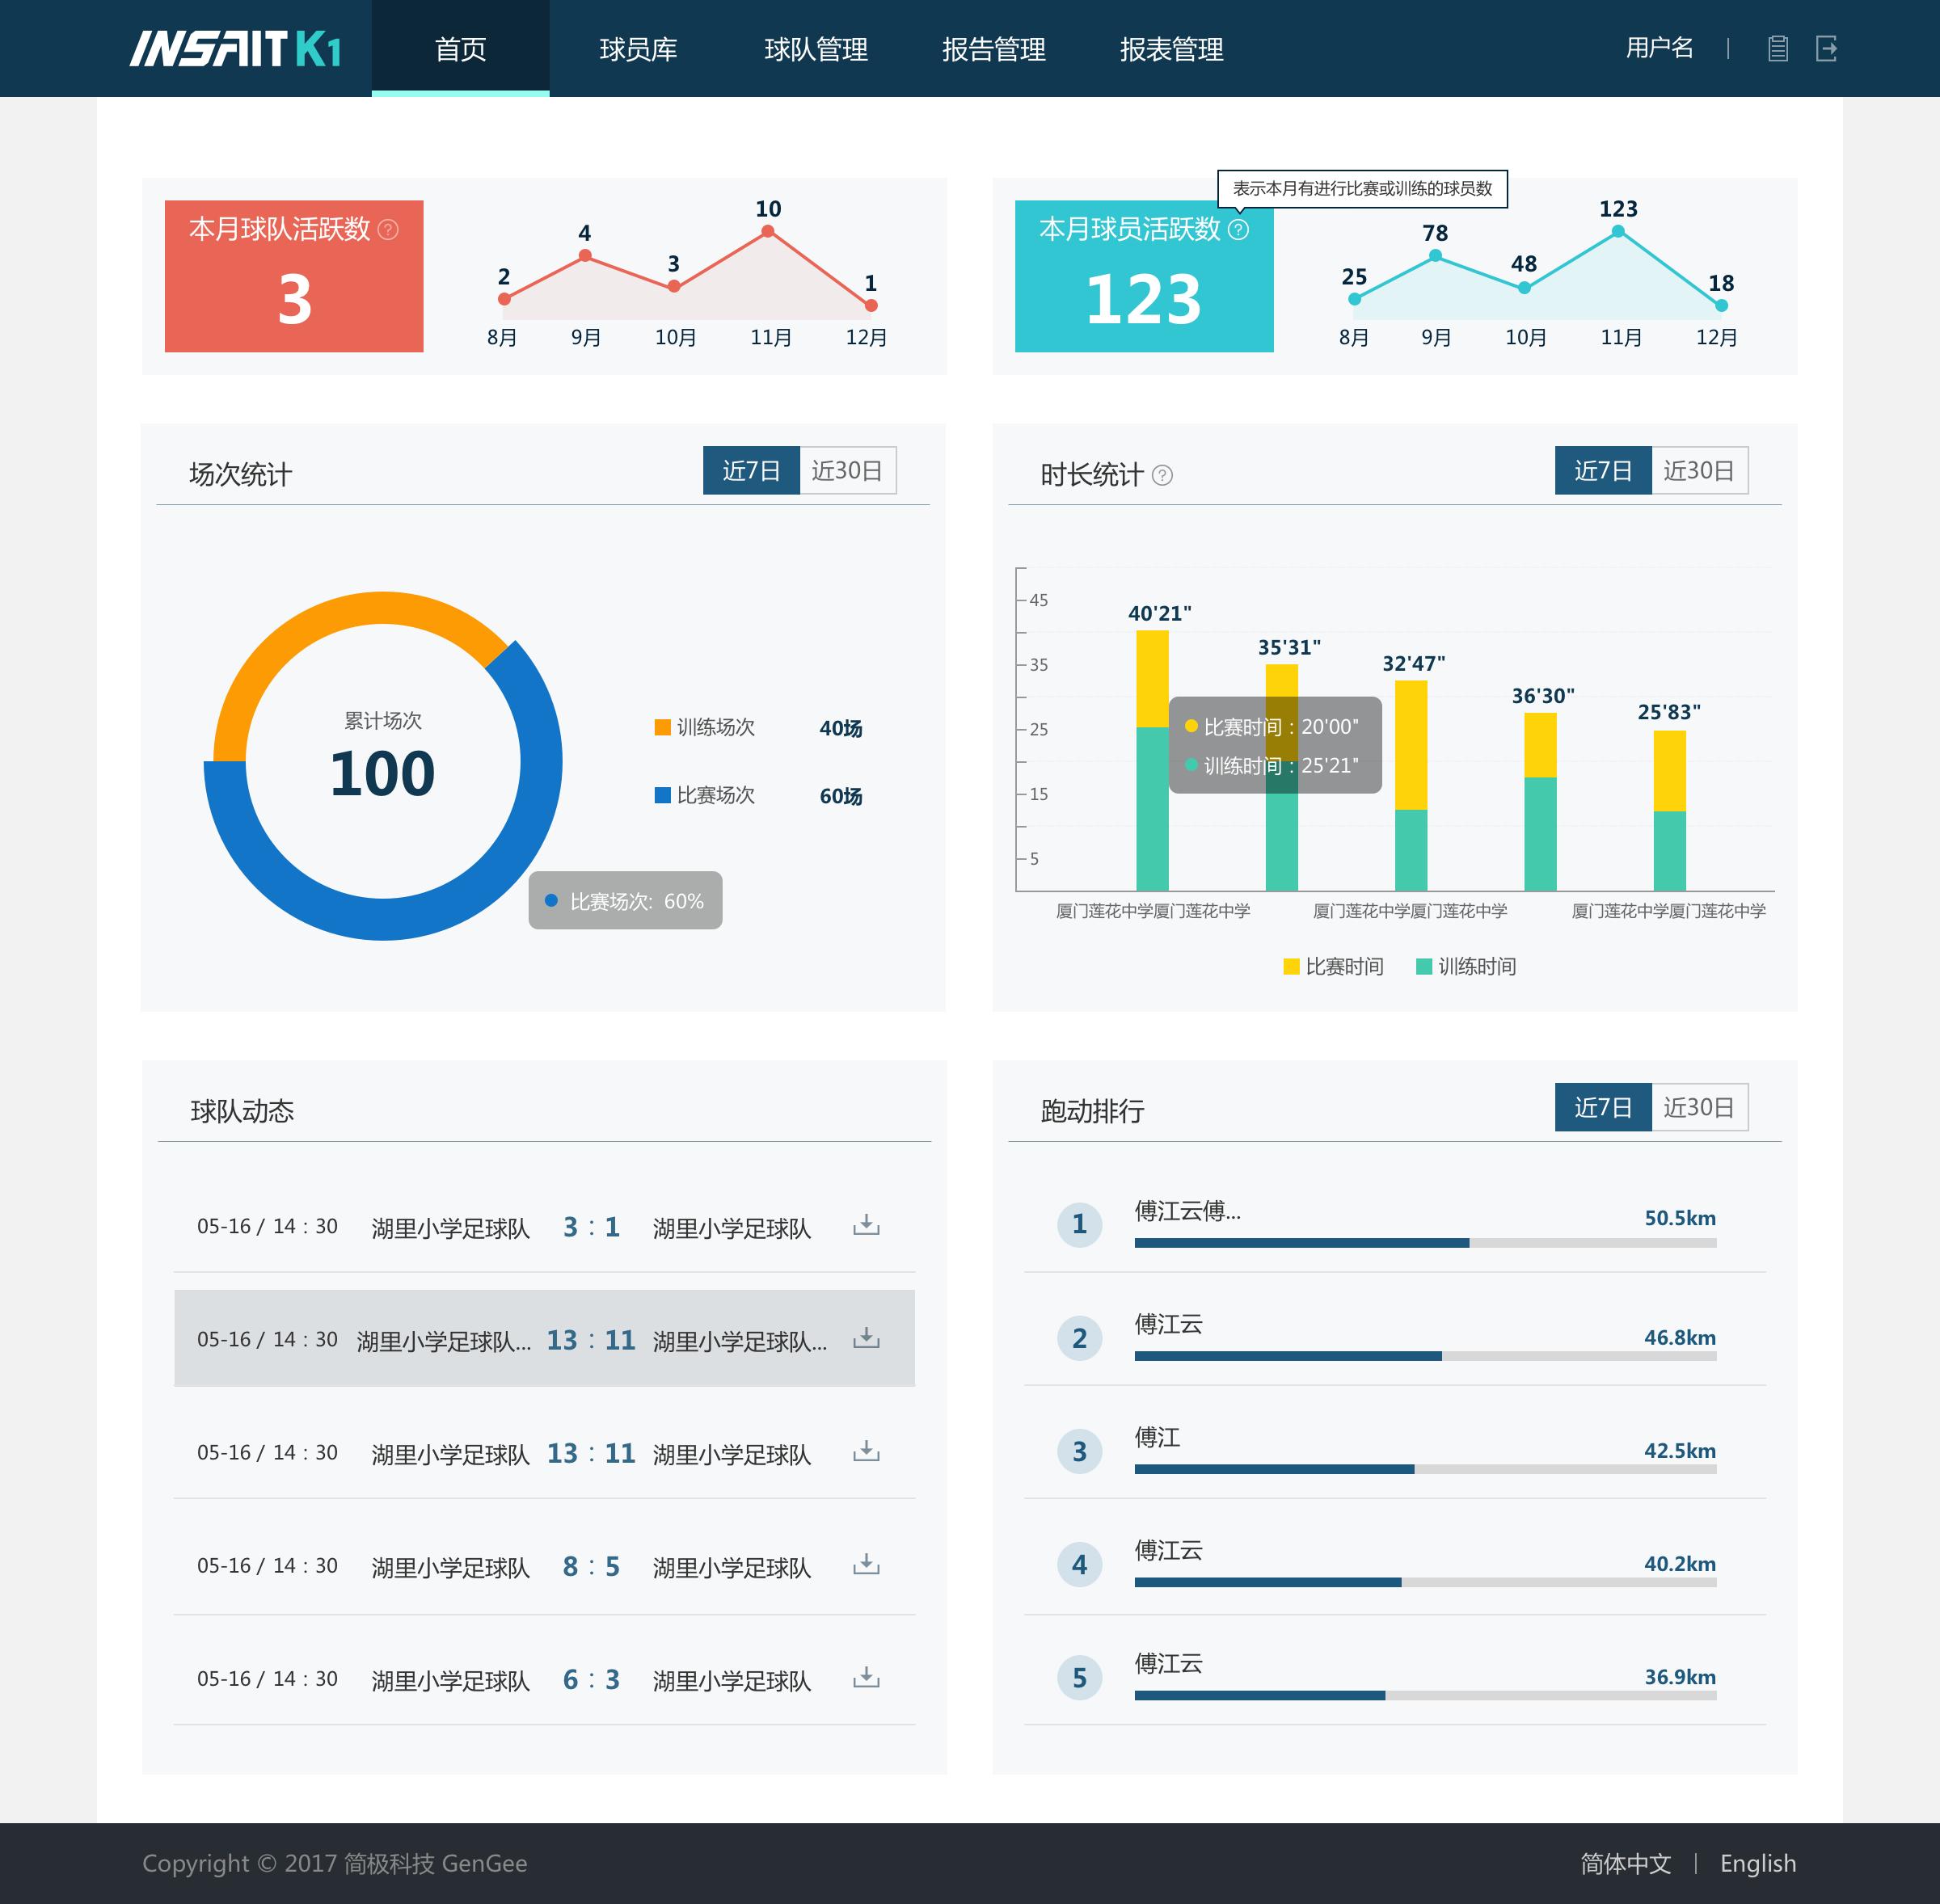 INSAIT K1 首页 球员库 球队管理 报告管理 报表管理 用户名
本月球队活跃数 ?
3
2 4 3 10 1
8月 9月 10月 11月 12月
表示本月有进行比赛或训练的球员数
本月球员活跃数 ?
123
25 78 48 123 18
8月 9月 10月 11月 12月
场次统计 近7日 近30日
累计场次
100
训练场次 40场
比赛场次 60场
比赛场次: 60%
时长统计 ? 近7日 近30日
45
35
25
15
5
40'21" 35'31" 32'47" 36'30" 25'83"
比赛时间：20'00"
训练时间：25'21"
厦门莲花中学厦门莲花中学 厦门莲花中学厦门莲花中学 厦门莲花中学厦门莲花中学
比赛时间 训练时间
球队动态
05-16 / 14 : 30 湖里小学足球队 3 : 1 湖里小学足球队
05-16 / 14 : 30 湖里小学足球队... 13 : 11 湖里小学足球队...
05-16 / 14 : 30 湖里小学足球队 13 : 11 湖里小学足球队
05-16 / 14 : 30 湖里小学足球队 8 : 5 湖里小学足球队
05-16 / 14 : 30 湖里小学足球队 6 : 3 湖里小学足球队
跑动排行 近7日 近30日
1 傅江云傅... 50.5km
2 傅江云 46.8km
3 傅江 42.5km
4 傅江云 40.2km
5 傅江云 36.9km
Copyright © 2017 简极科技 GenGee 简体中文 | English